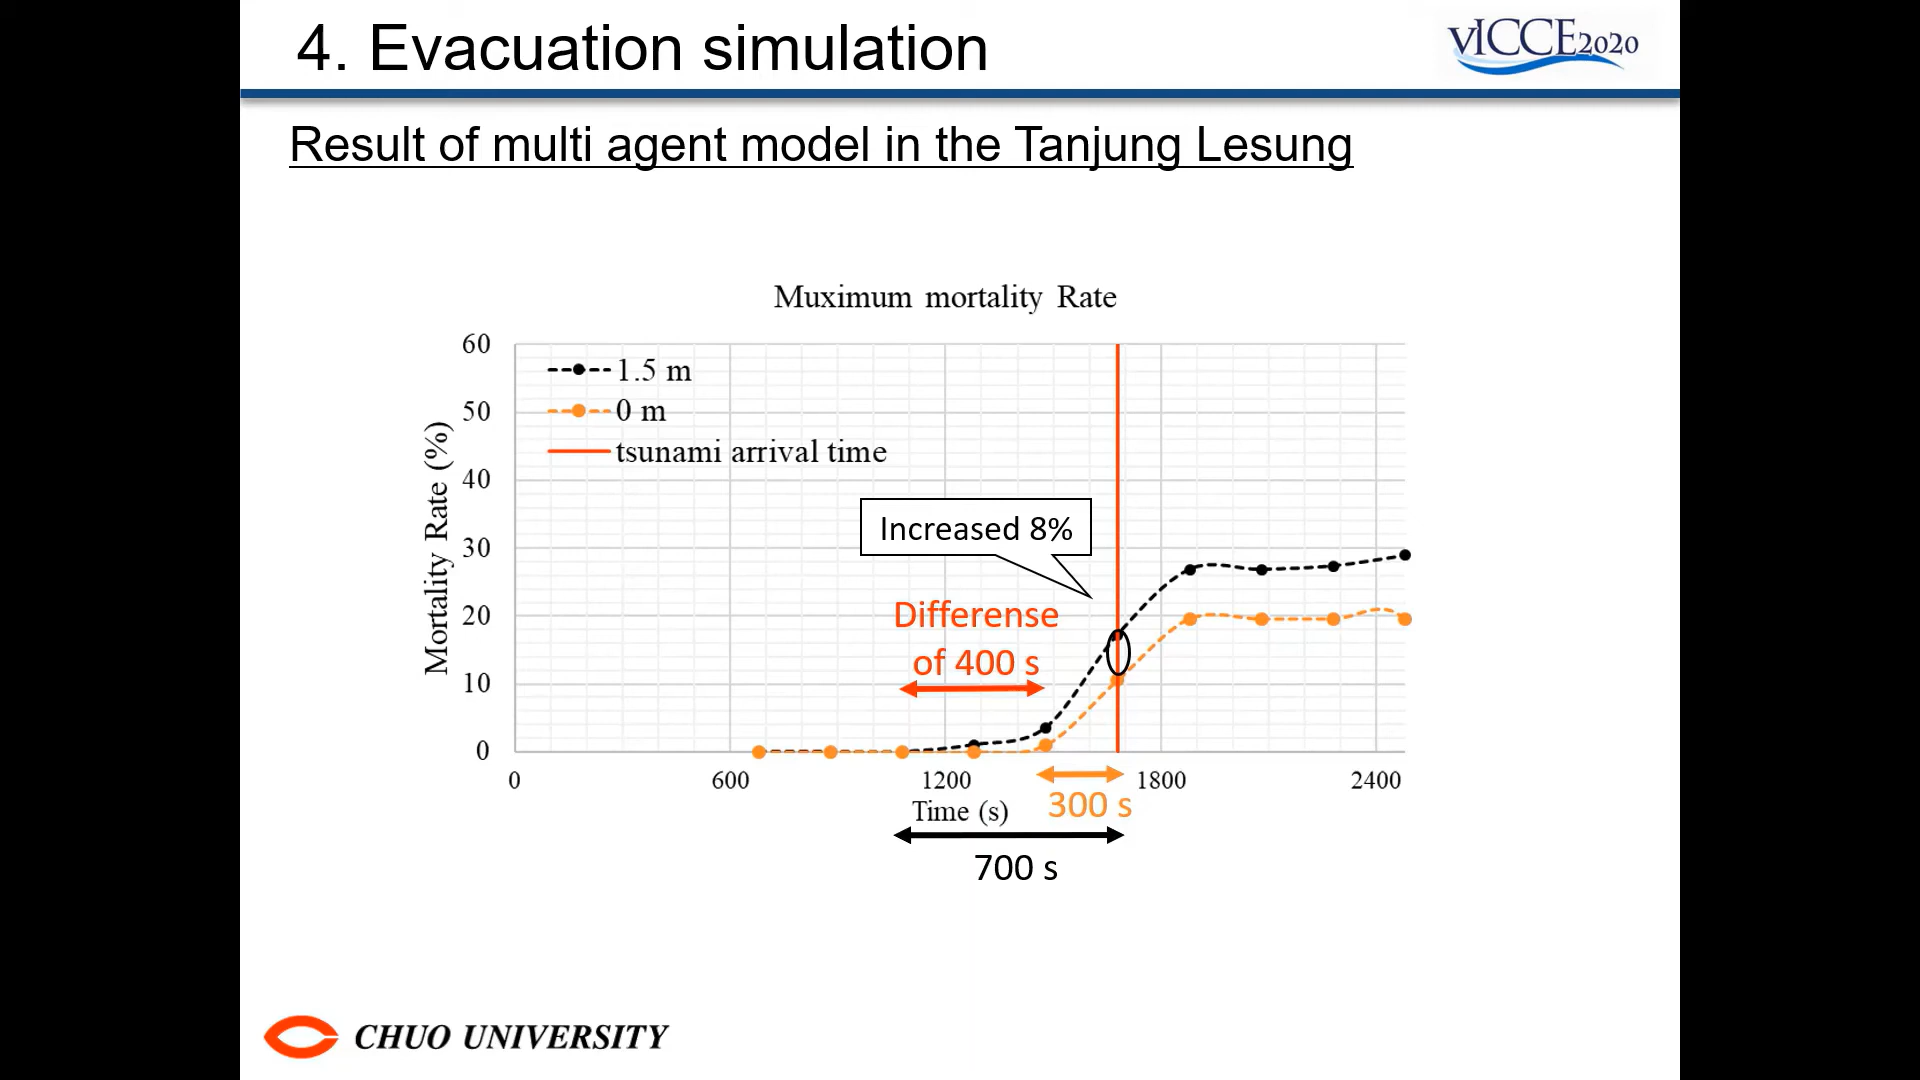 4. Evacuation simulation
vICCE2020
Result of multi agent model in the Tanjung Lesung
Muximum mortality Rate
Mortality Rate (%)
60
50
40
30
20
10
0
1.5 m
0 m
tsunami arrival time
Increased 8%
Differense
of 400 s
0
600
1200
1800
2400
Time (s)
300 s
700 s
CHUO UNIVERSITY